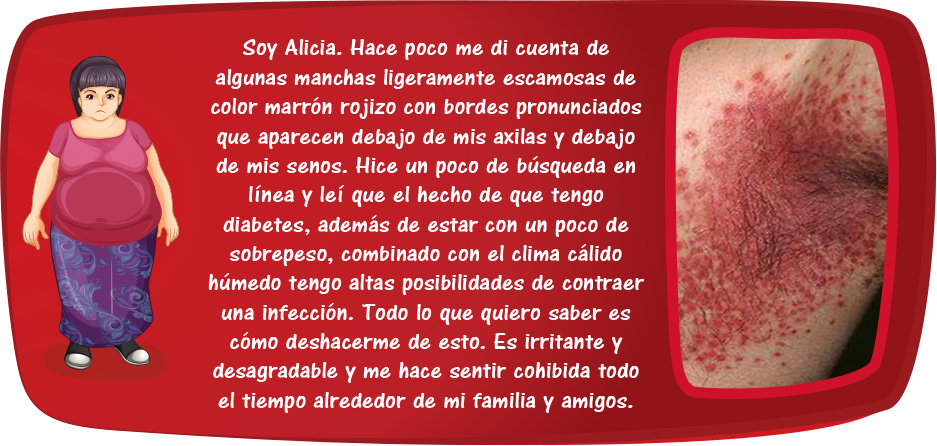 Soy Alicia. Hace poco me di cuenta de
algunas manchas ligeramente escamosas de
color marrón rojizo con bordes pronunciados
que aparecen debajo de mis axilas y debajo
de mis senos. Hice un poco de búsqueda en
línea y leí que el hecho de que tengo
diabetes, además de estar con un poco de
sobrepeso, combinado con el clima cálido
húmedo tengo altas posibilidades de contraer
una infección. Todo lo que quiero saber es
cómo deshacerme de esto. Es irritante y
desagradable y me hace sentir cohibida todo
el tiempo alrededor de mi familia y amigos.